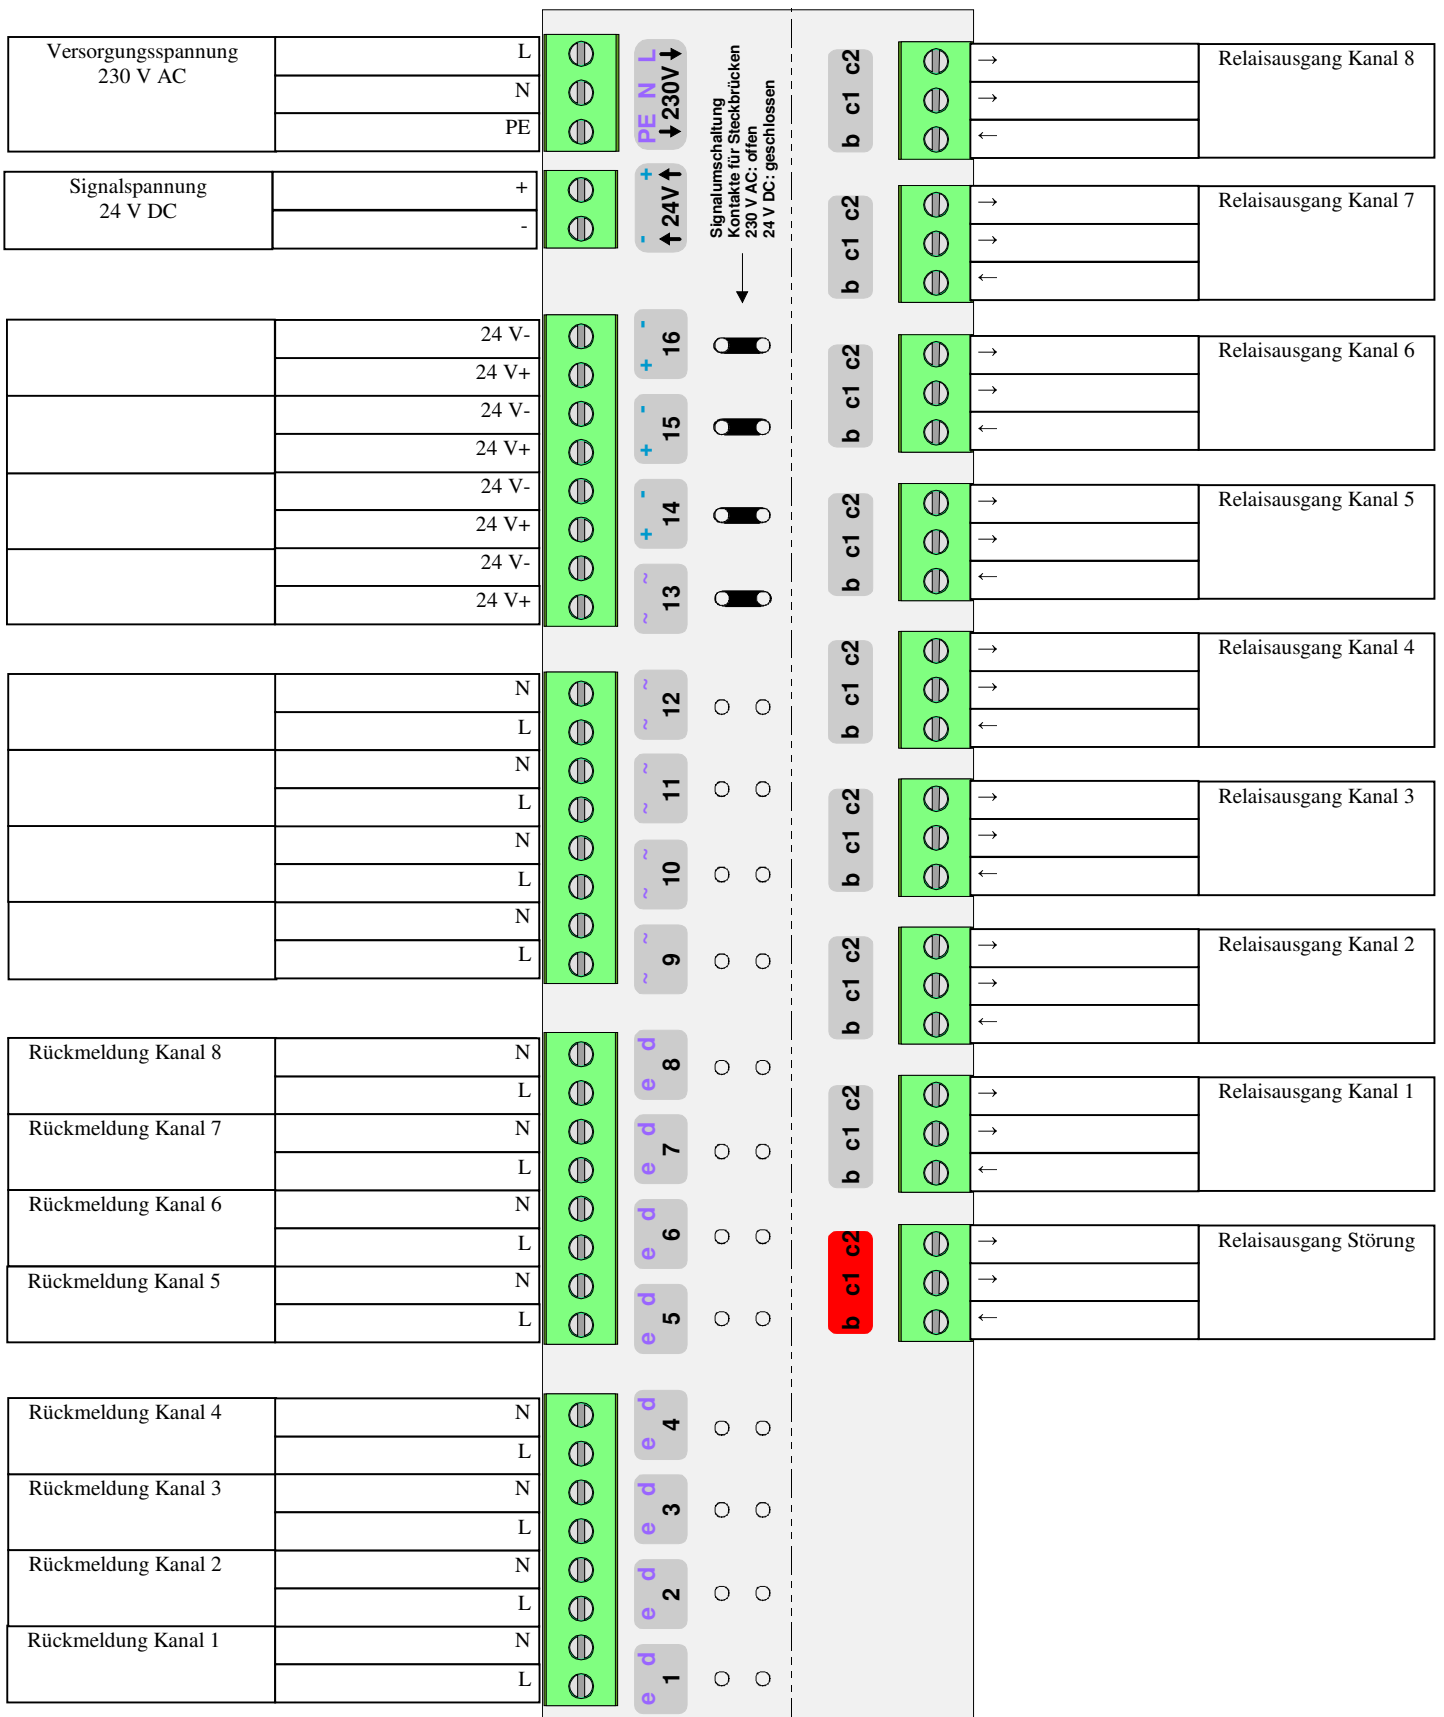 Versorgungsspannung
230 V AC
L
N
PE
Signalspannung
24 V DC
+
-
24 V-
24 V+
24 V-
24 V+
24 V-
24 V+
24 V-
24 V+
N
L
N
L
N
L
N
L
Rückmeldung Kanal 8
N
L
Rückmeldung Kanal 7
N
L
Rückmeldung Kanal 6
N
L
Rückmeldung Kanal 5
N
L
Rückmeldung Kanal 4
N
L
Rückmeldung Kanal 3
N
L
Rückmeldung Kanal 2
N
L
Rückmeldung Kanal 1
N
L
PE N L
↓230V↓
- +
↑24V↑
+ -
16
+ -
15
+ -
14
~ ~
13
~ ~
12
~ ~
11
~ ~
10
~ ~
9
e d
8
e d
7
e d
6
e d
5
e d
4
e d
3
e d
2
e d
1
Signalumschaltung
Kontakte für Steckbrücken
230 V AC: offen
24 V DC: geschlossen
b c1 c2
→
→
←
Relaisausgang Kanal 8
b c1 c2
→
→
←
Relaisausgang Kanal 7
b c1 c2
→
→
←
Relaisausgang Kanal 6
b c1 c2
→
→
←
Relaisausgang Kanal 5
b c1 c2
→
→
←
Relaisausgang Kanal 4
b c1 c2
→
→
←
Relaisausgang Kanal 3
b c1 c2
→
→
←
Relaisausgang Kanal 2
b c1 c2
→
→
←
Relaisausgang Kanal 1
b c1 c2
→
→
←
Relaisausgang Störung